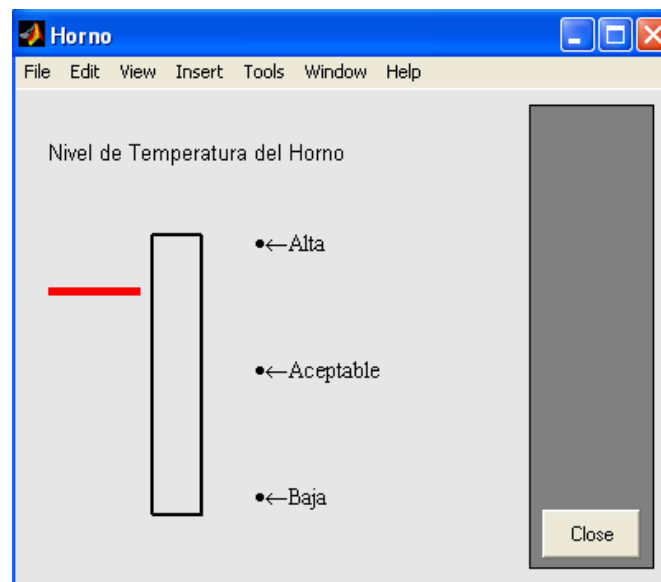 Horno
File Edit View Insert Tools Window Help
Nivel de Temperatura del Horno
•←Alta
•←Aceptable
•←Baja
Close